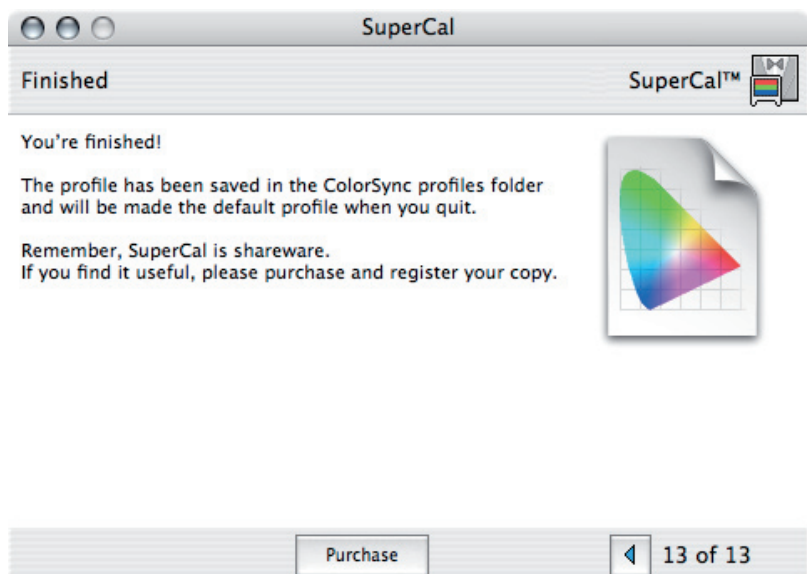 SuperCal
Finished
SuperCal™
You're finished!
The profile has been saved in the ColorSync profiles folder
and will be made the default profile when you quit.
Remember, SuperCal is shareware.
If you find it useful, please purchase and register your copy.
Purchase
13 of 13